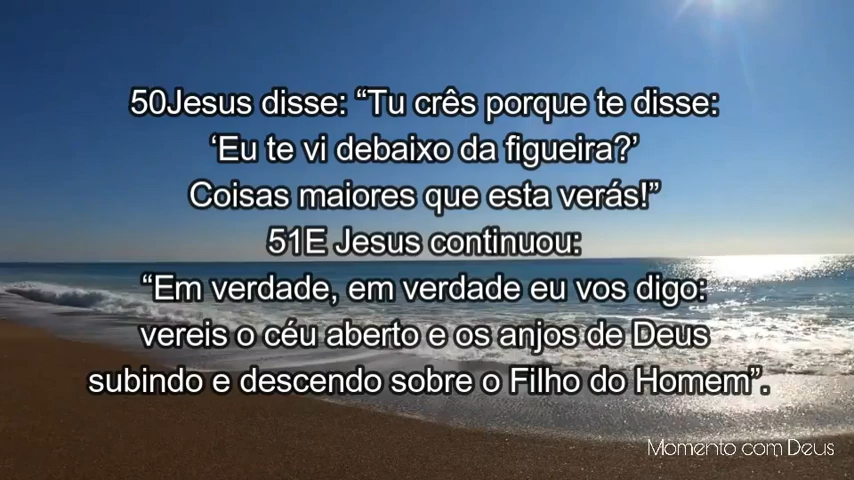 50Jesus disse: “Tu crês porque te disse:
‘Eu te vi debaixo da figueira?’
Coisas maiores que esta verás!”
51E Jesus continuou:
“Em verdade, em verdade eu vos digo:
vereis o céu aberto e os anjos de Deus
subindo e descendo sobre o Filho do Homem”.
Momento com Deus